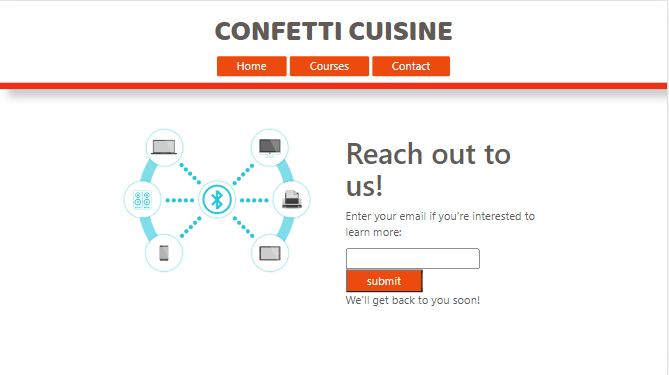 CONFETTI CUISINE
Home Courses Contact
Reach out to
us!
Enter your email if you're interested to
learn more:
submit
We'll get back to you soon!